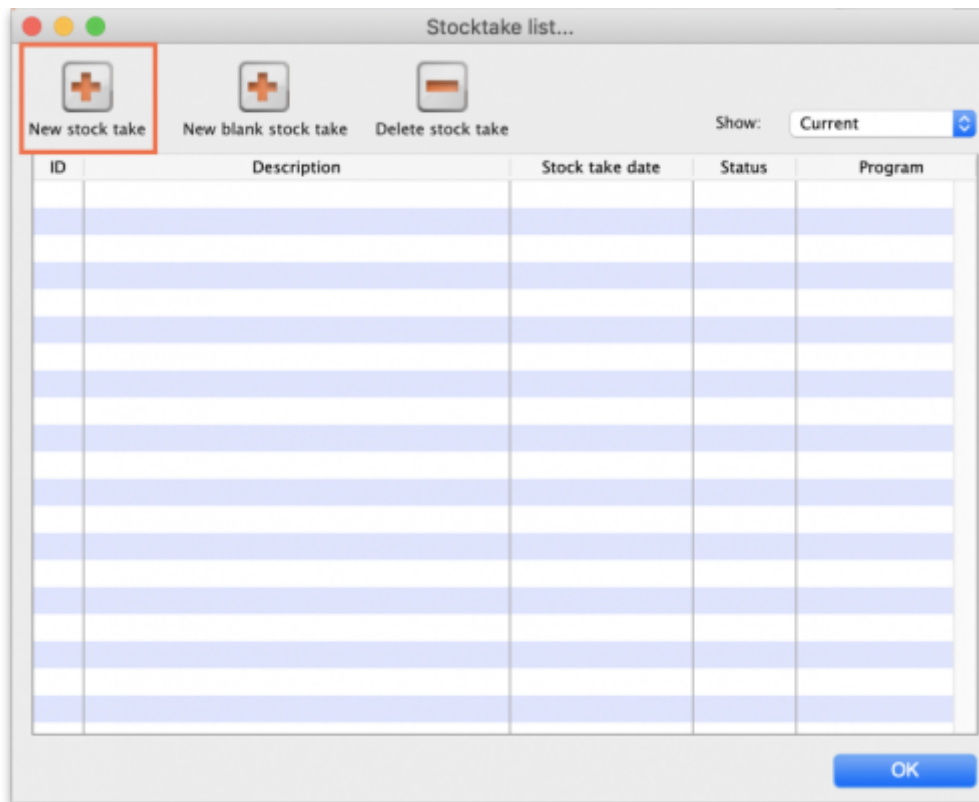 Stocktake list...
New stock take New blank stock take Delete stock take Show: Current
ID Description Stock take date Status Program
OK